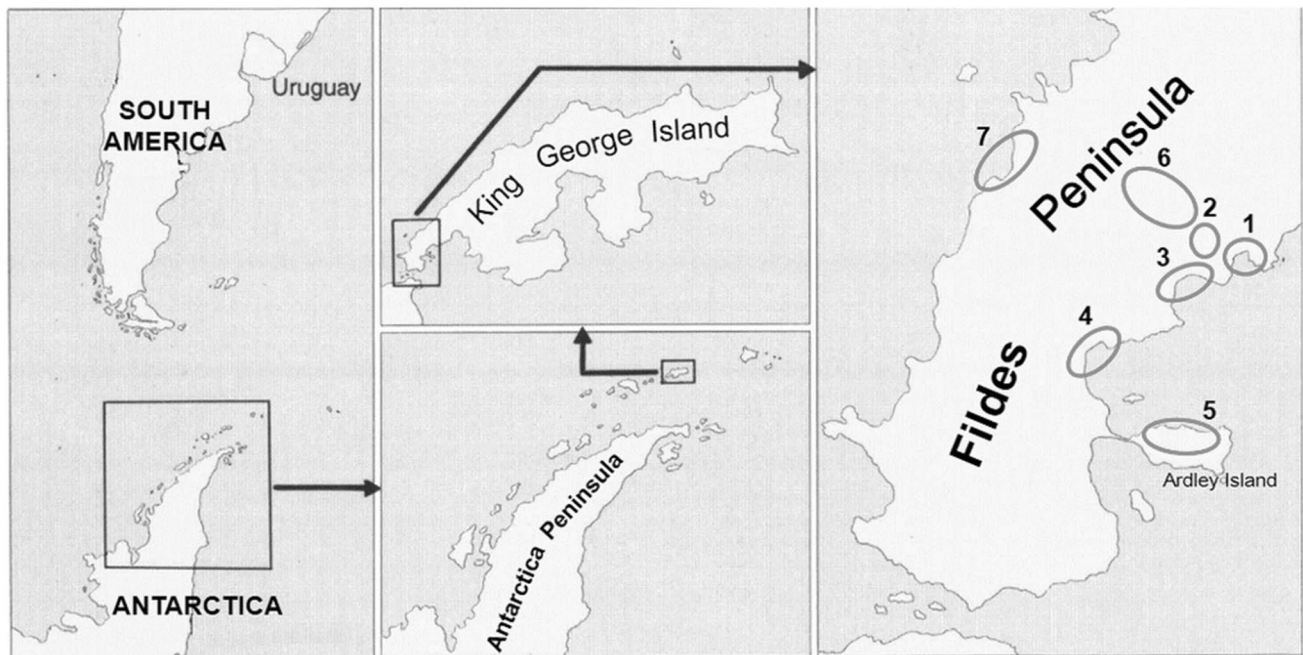 SOUTH
AMERICA
Uruguay
ANTARCTICA
King George Island
Antarctica Peninsula
Fildes Peninsula
7
6
2
1
3
4
5
Ardley Island